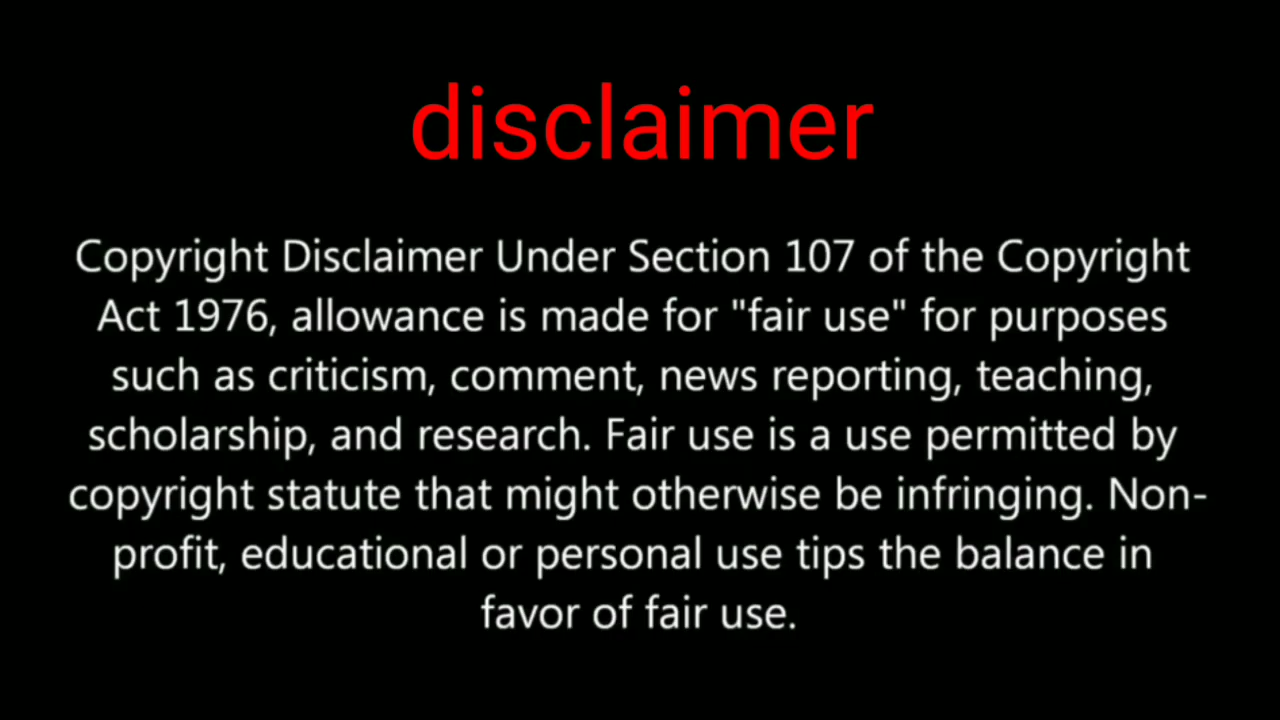 disclaimer
Copyright Disclaimer Under Section 107 of the Copyright
Act 1976, allowance is made for "fair use" for purposes
such as criticism, comment, news reporting, teaching,
scholarship, and research. Fair use is a use permitted by
copyright statute that might otherwise be infringing. Non-
profit, educational or personal use tips the balance in
favor of fair use.